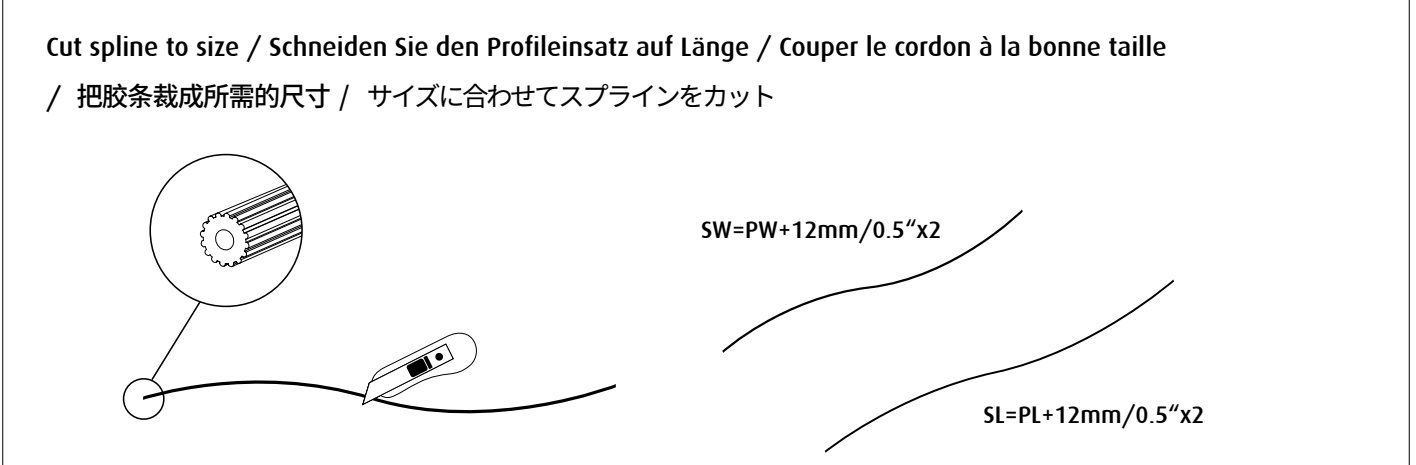 Cut spline to size / Schneiden Sie den Profileinsatz auf Länge / Couper le cordon à la bonne taille
/ 把胶条裁成所需的尺寸 / サイズに合わせてスプラインをカット
SW=PW+12mm/0.5“x2
SL=PL+12mm/0.5“x2